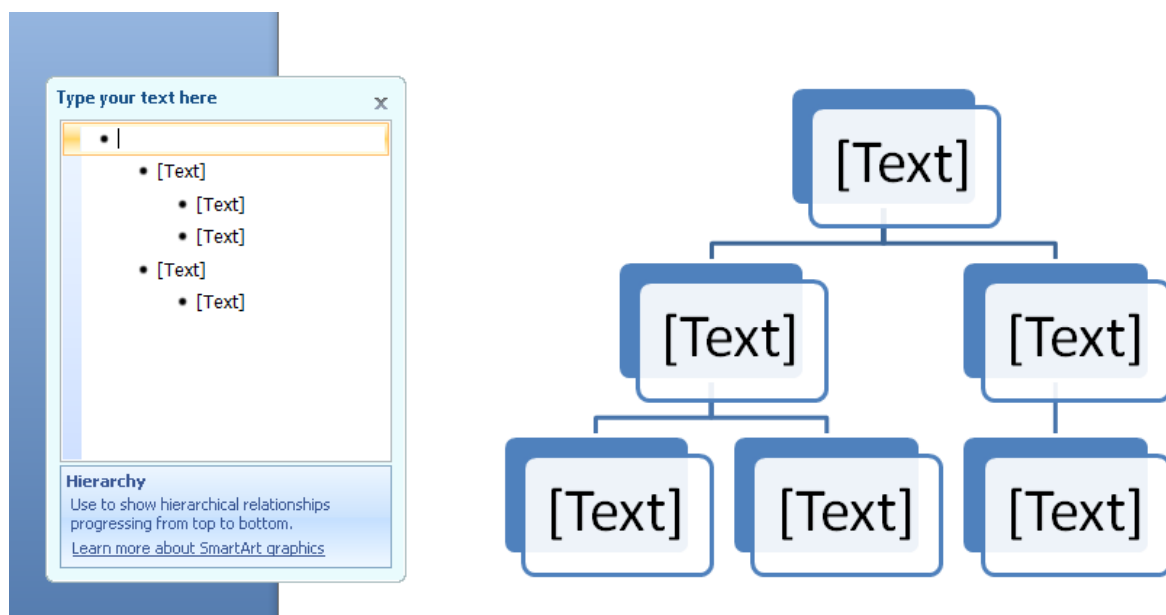 Type your text here
x
[Text]
[Text]
[Text]
[Text]
[Text]
Hierarchy
Use to show hierarchical relationships
progressing from top to bottom.
Learn more about SmartArt graphics
[Text]
[Text] [Text]
[Text] [Text] [Text]